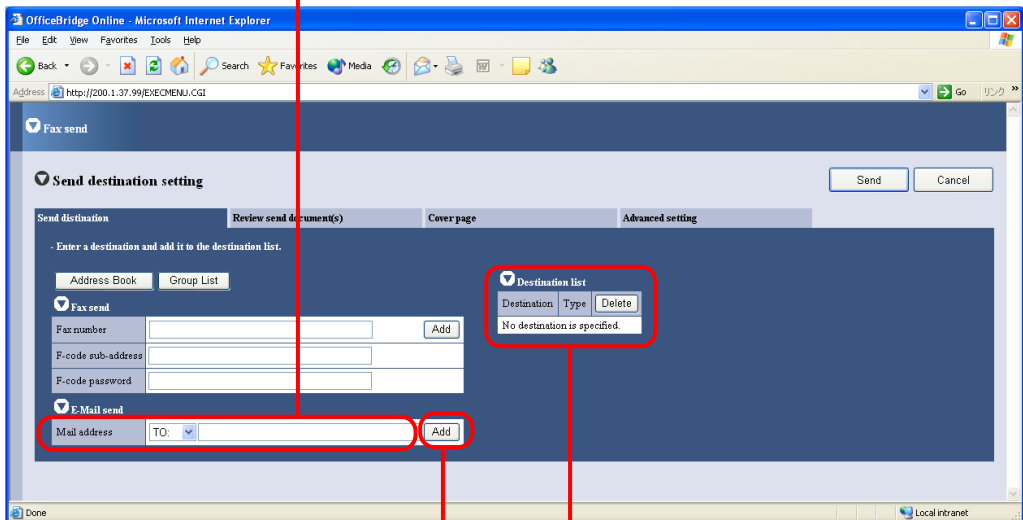 OfficeBridge Online - Microsoft Internet Explorer
File Edit View Favorites Tools Help
Back Search Favorites Media
Address http://200.1.37.99/EXECMENU.CGI Go リンク »
Fax send
Send destination setting Send Cancel
Send distination Review send document(s) Cover page Advanced setting
- Enter a destination and add it to the destination list.
Address Book Group List
Destination list
Destination Type Delete
No destination is specified.
Fax send
Fax number Add
F-code sub-address
F-code password
E-Mail send
Mail address TO: Add
Done Local intranet